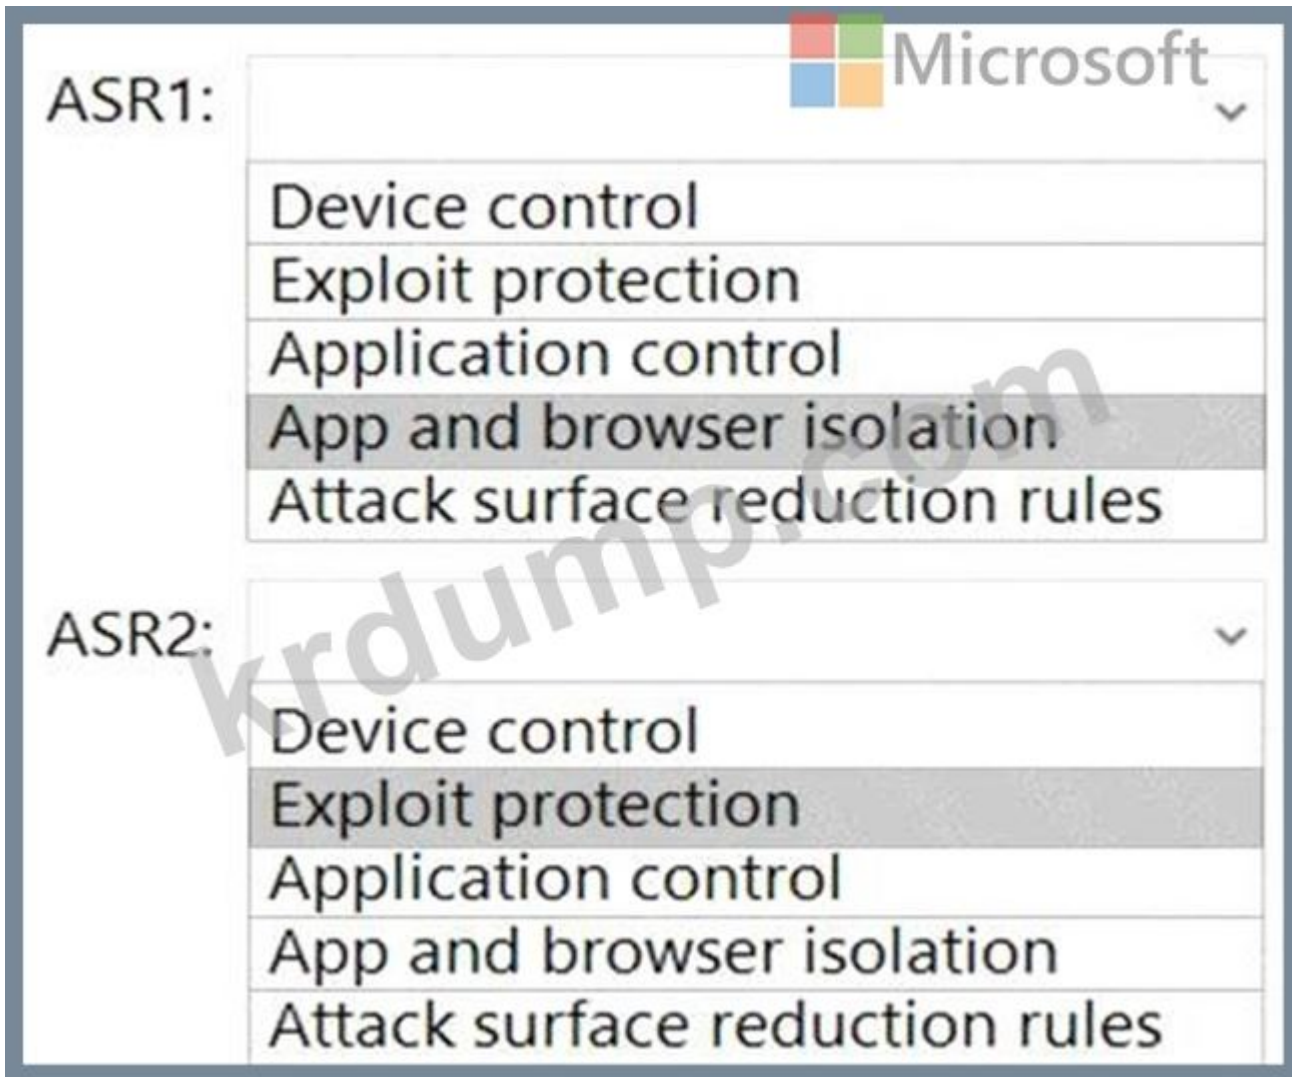 Microsoft
ASR1:
Device control
Exploit protection
Application control
App and browser isolation
Attack surface reduction rules
ASR2:
Device control
Exploit protection
Application control
App and browser isolation
Attack surface reduction rules
krdump.com